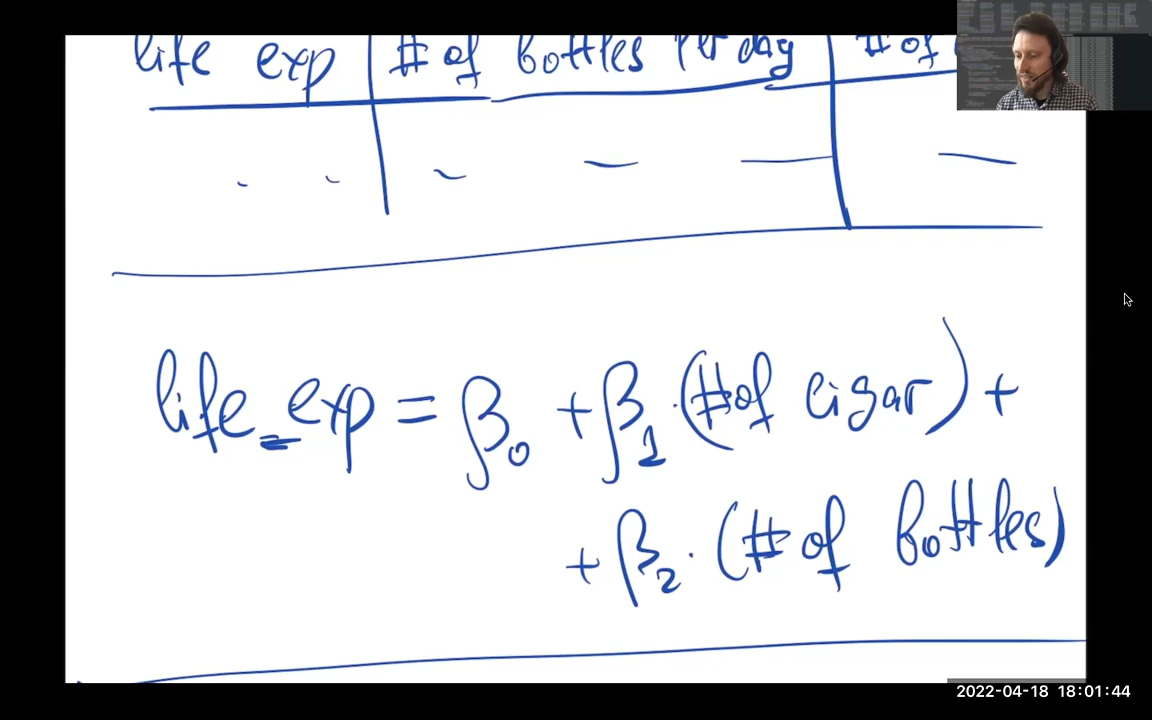 life exp # of bottles per day # of
life_exp = β₀ + β₁ · (# of cigar) +
+ β₂ · (# of bottles)
2022-04-18 18:01:44